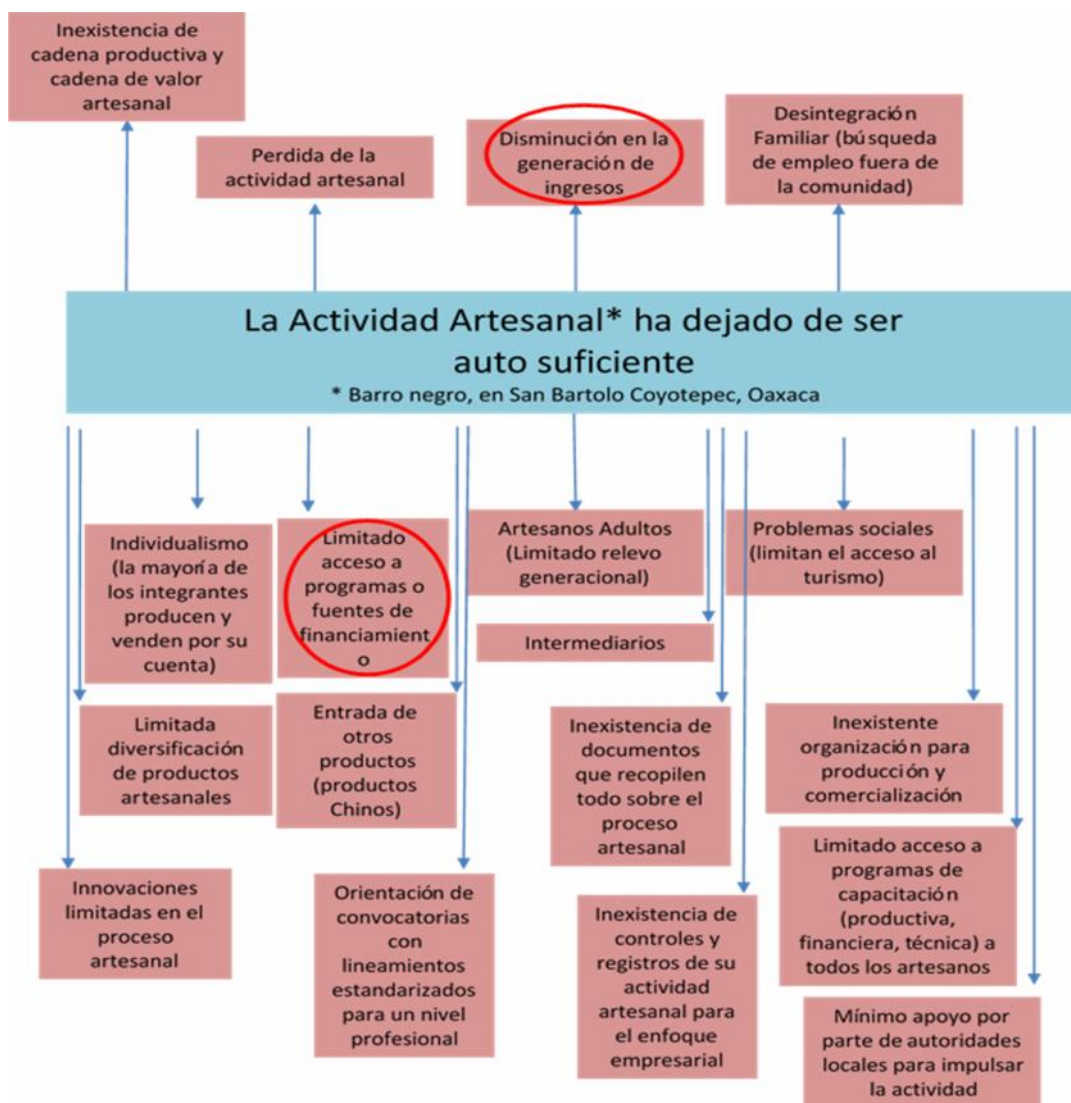 Inexistencia de
cadena productiva y
cadena de valor
artesanal
Perdida de la
actividad artesanal
Disminución en la
generación de
ingresos
Desintegración
Familiar (búsqueda
de empleo fuera de
la comunidad)
La Actividad Artesanal* ha dejado de ser
auto suficiente
* Barro negro, en San Bartolo Coyotepec, Oaxaca
Individualismo
(la mayoría de
los integrantes
producen y
venden por su
cuenta)
Limitado
acceso a
programas o
fuentes de
financiamient
o
Artesanos Adultos
(Limitado relevo
generacional)
Problemas sociales
(limitan el acceso al
turismo)
Intermediarios
Limitada
diversificación
de productos
artesanales
Entrada de
otros
productos
(productos
Chinos)
Inexistencia de
documentos
que recopilen
todo sobre el
proceso
artesanal
Inexistente
organización para
producción y
comercialización
Innovaciones
limitadas en el
proceso
artesanal
Orientación de
convocatorias
con
lineamientos
estandarizados
para un nivel
profesional
Inexistencia de
controles y
registros de su
actividad
artesanal para
el enfoque
empresarial
Limitado acceso a
programas de
capacitación
(productiva,
financiera, técnica) a
todos los artesanos
Mínimo apoyo por
parte de autoridades
locales para impulsar
la actividad